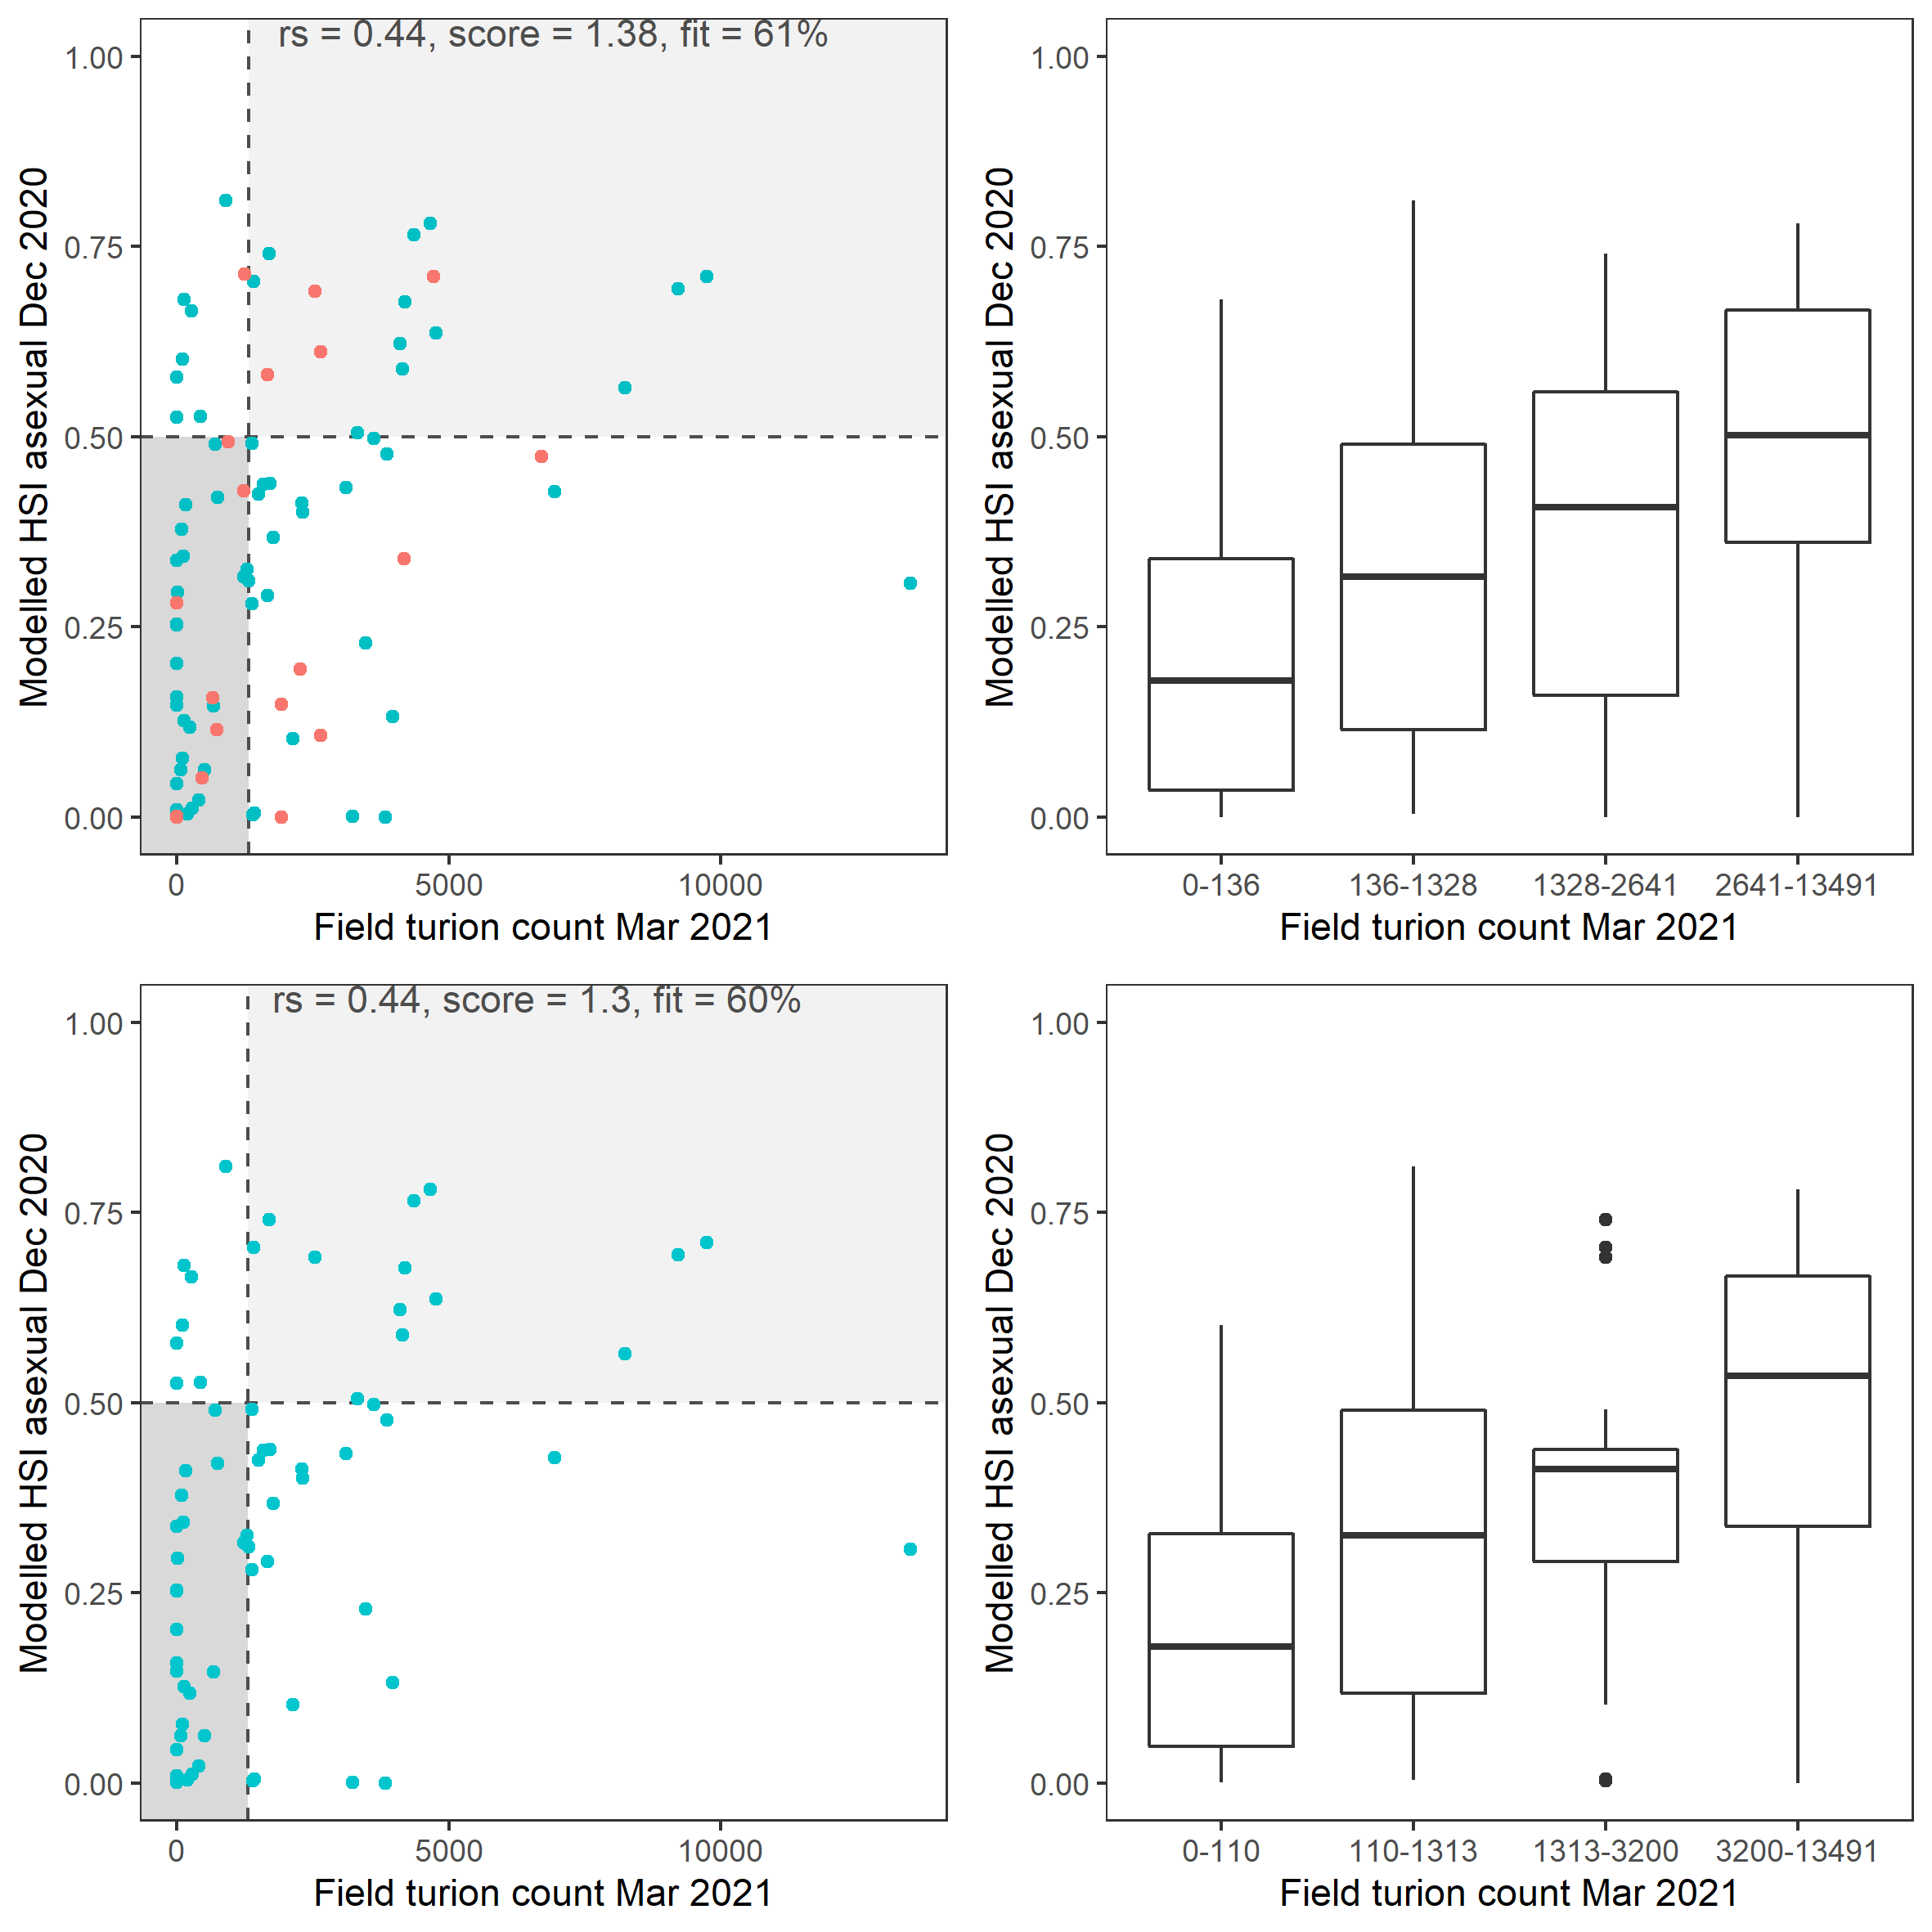 rs = 0.44, score = 1.38, fit = 61%
Modelled HSI asexual Dec 2020
1.00
0.75
0.50
0.25
0.00
0 5000 10000
Field turion count Mar 2021
Modelled HSI asexual Dec 2020
1.00
0.75
0.50
0.25
0.00
0-136 136-1328 1328-2641 2641-13491
Field turion count Mar 2021
rs = 0.44, score = 1.3, fit = 60%
Modelled HSI asexual Dec 2020
1.00
0.75
0.50
0.25
0.00
0 5000 10000
Field turion count Mar 2021
Modelled HSI asexual Dec 2020
1.00
0.75
0.50
0.25
0.00
0-110 110-1313 1313-3200 3200-13491
Field turion count Mar 2021